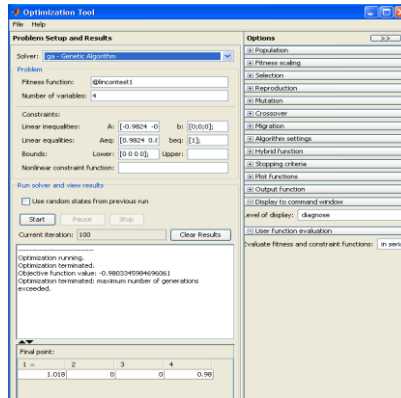 Optimization Tool
File Help
Problem Setup and Results
Solver: ga - Genetic Algorithm
Problem
Fitness function: @lincontest1
Number of variables: 4
Constraints:
Linear inequalities: A: [-0.9824 -0 b: [0;0;0];
Linear equalities: Aeq: [0.9824 0. beq: [1];
Bounds: Lower: [0 0 0 0]; Upper:
Nonlinear constraint function:
Run solver and view results
Use random states from previous run
Start Pause Stop
Current iteration: 100 Clear Results
Optimization running.
Optimization terminated.
Objective function value: -0.9803345984696061
Optimization terminated: maximum number of generations
exceeded.
Final point:
1 2 3 4
1.018 0 0 0.98
Options >>
Population
Fitness scaling
Selection
Reproduction
Mutation
Crossover
Migration
Algorithm settings
Hybrid function
Stopping criteria
Plot functions
Output function
Display to command window
Level of display: diagnose
User function evaluation
Evaluate fitness and constraint functions: in seri